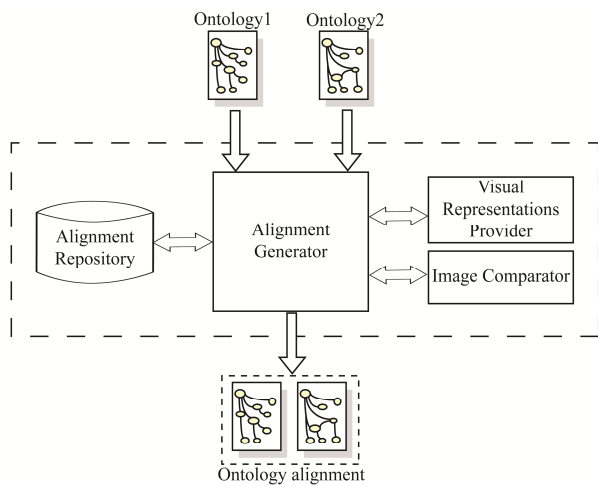 Ontology1
Ontology2
Alignment
Repository
Alignment
Generator
Visual
Representations
Provider
Image Comparator
Ontology alignment